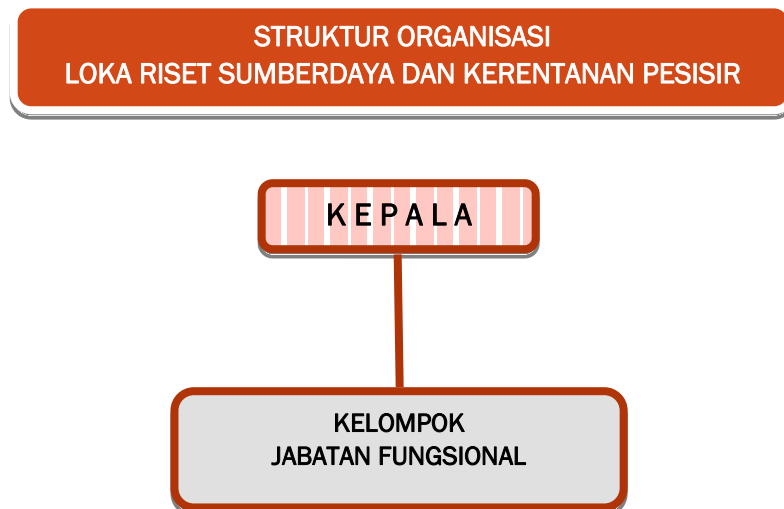 STRUKTUR ORGANISASI
LOKA RISET SUMBERDAYA DAN KERENTANAN PESISIR
K E P A L A
KELOMPOK
JABATAN FUNGSIONAL